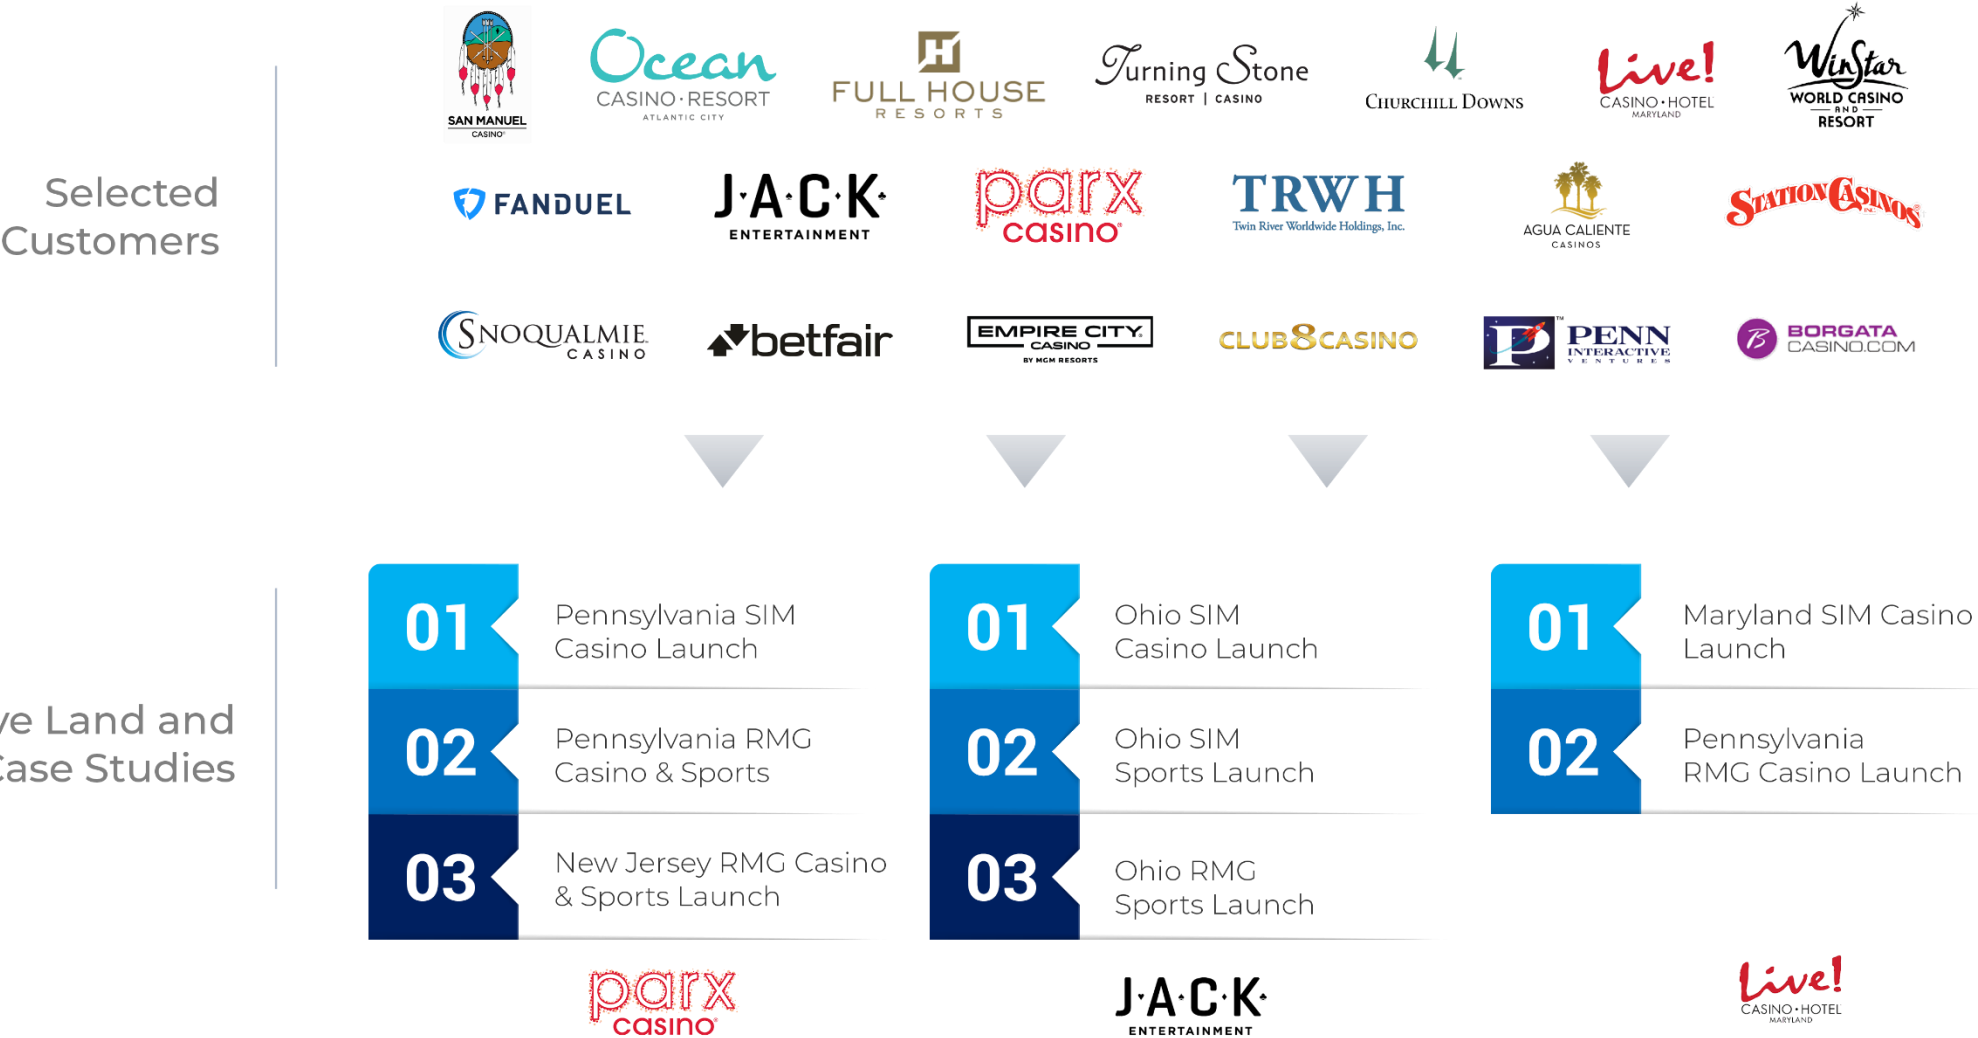 SAN MANUEL
CASINO
Ocean
CASINO · RESORT
ATLANTIC CITY
H
FULL HOUSE
RESORTS
Turning Stone
RESORT | CASINO
CHURCHILL DOWNS
Live!
CASINO • HOTEL
MARYLAND
WinStar
WORLD CASINO
AND
RESORT
Selected
Customers
FANDUEL
J·A·C·K
ENTERTAINMENT
parx
casino®
TRWH
Twin River Worldwide Holdings, Inc.
AGUA CALIENTE
CASINOS
STATION CASINOS®
INC.
SNOQUALMIE
CASINO
betfair
EMPIRE CITY®
CASINO
BY MGM RESORTS
CLUB8CASINO
P™
PENN
INTERACTIVE
VENTURES
B
BORGATA
CASINO.COM
ve Land and
Case Studies
01
Pennsylvania SIM
Casino Launch
02
Pennsylvania RMG
Casino & Sports
03
New Jersey RMG Casino
& Sports Launch
parx
casino®
01
Ohio SIM
Casino Launch
02
Ohio SIM
Sports Launch
03
Ohio RMG
Sports Launch
J·A·C·K
ENTERTAINMENT
01
Maryland SIM Casino
Launch
02
Pennsylvania
RMG Casino Launch
Live!
CASINO • HOTEL
MARYLAND